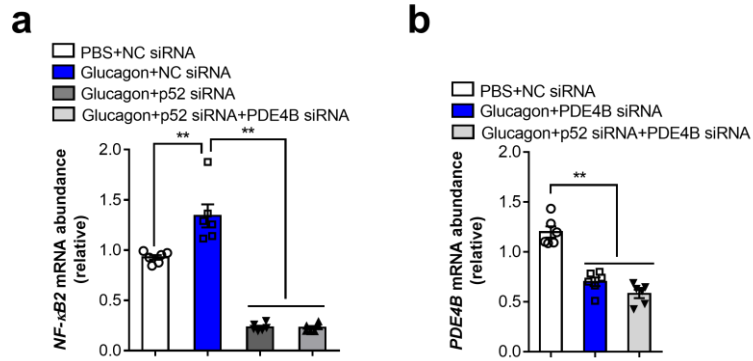 a
PBS+NC siRNA
Glucagon+NC siRNA
Glucagon+p52 siRNA
Glucagon+p52 siRNA+PDE4B siRNA
**
**
2.0
1.5
1.0
0.5
0.0
NF-κB2 mRNA abundance
(relative)
b
PBS+NC siRNA
Glucagon+PDE4B siRNA
Glucagon+p52 siRNA+PDE4B siRNA
**
2.0
1.5
1.0
0.5
0.0
PDE4B mRNA abundance
(relative)